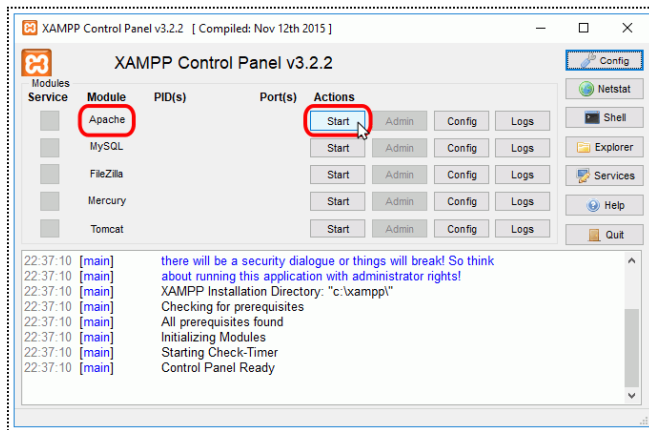 XAMPP Control Panel v3.2.2 [ Compiled: Nov 12th 2015 ]
XAMPP Control Panel v3.2.2
Config
Modules
Service Module PID(s) Port(s) Actions
Netstat
Apache Start Admin Config Logs
Shell
MySQL Start Admin Config Logs
Explorer
FileZilla Start Admin Config Logs
Services
Mercury Start Admin Config Logs
Help
Tomcat Start Admin Config Logs
Quit
22:37:10 [main] there will be a security dialogue or things will break! So think
22:37:10 [main] about running this application with administrator rights!
22:37:10 [main] XAMPP Installation Directory: "c:\xampp\"
22:37:10 [main] Checking for prerequisites
22:37:10 [main] All prerequisites found
22:37:10 [main] Initializing Modules
22:37:10 [main] Starting Check-Timer
22:37:10 [main] Control Panel Ready